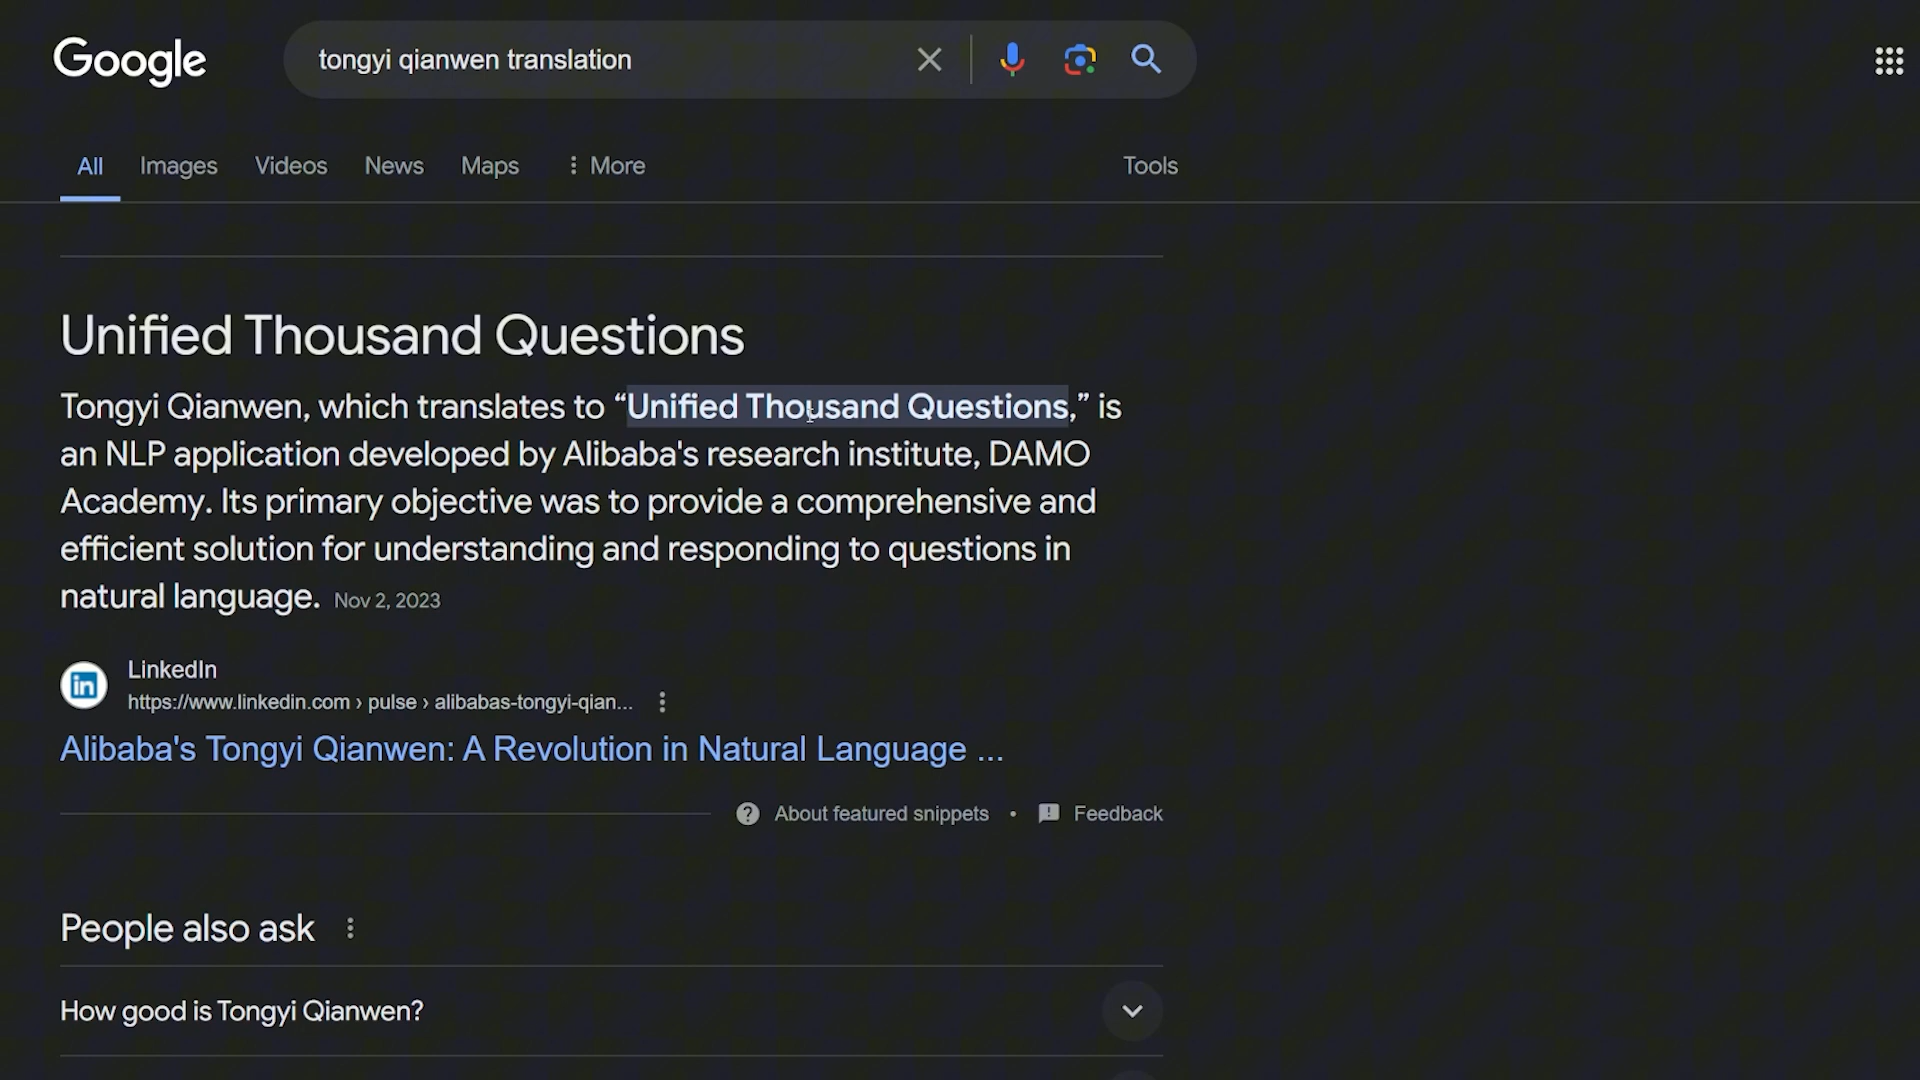 Google
tongyi qianwen translation
All Images Videos News Maps More Tools
Unified Thousand Questions
Tongyi Qianwen, which translates to “Unified Thousand Questions,” is
an NLP application developed by Alibaba's research institute, DAMO
Academy. Its primary objective was to provide a comprehensive and
efficient solution for understanding and responding to questions in
natural language. Nov 2, 2023
in
LinkedIn
https://www.linkedin.com › pulse › alibabas-tongyi-qian...
Alibaba's Tongyi Qianwen: A Revolution in Natural Language ...
About featured snippets • Feedback
People also ask
How good is Tongyi Qianwen?